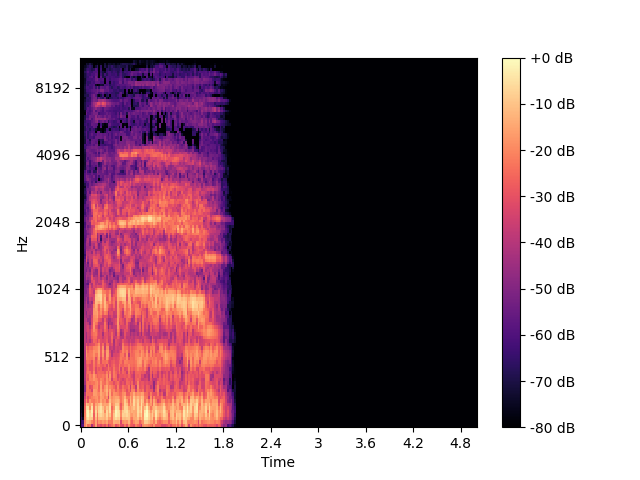 8192
4096
2048
1024
512
0
Hz
0 0.6 1.2 1.8 2.4 3 3.6 4.2 4.8
Time
+0 dB
-10 dB
-20 dB
-30 dB
-40 dB
-50 dB
-60 dB
-70 dB
-80 dB